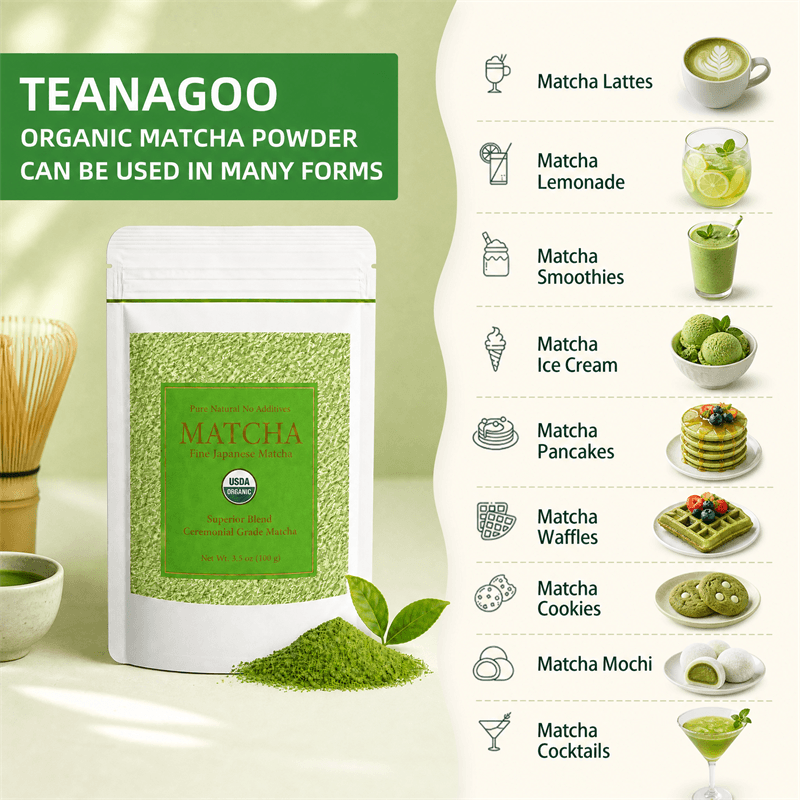 TEANAGOO
ORGANIC MATCHA POWDER
CAN BE USED IN MANY FORMS
Pure Natural No Additives
MATCHA
Fine Japanese Matcha
USDA
ORGANIC
Superior Blend
Ceremonial Grade Matcha
Net Wt. 3.5 oz (100 g)
Matcha Lattes
Matcha
Lemonade
Matcha
Smoothies
Matcha
Ice Cream
Matcha
Pancakes
Matcha
Waffles
Matcha
Cookies
Matcha Mochi
Matcha
Cocktails